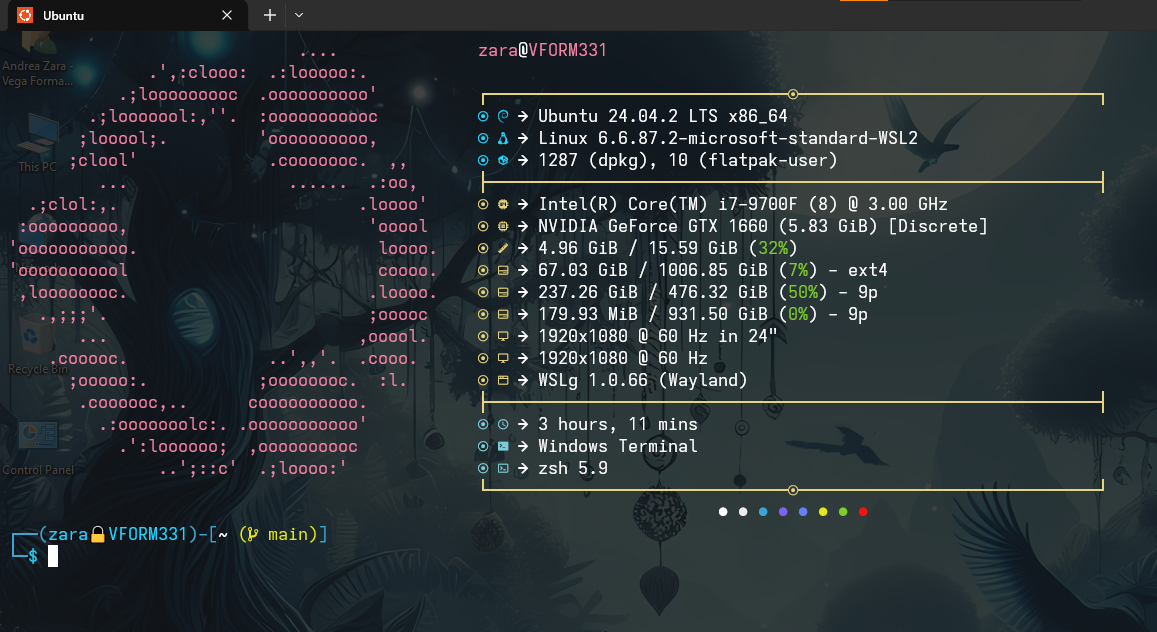 Ubuntu
Andrea Zara -
Vega Forma...
This PC
Recycle Bin
Control Panel
                             ....
              .',:clooo:  .:looooo:.
           .;looooooooc  .oooooooooo'
        .;looooool:,''.  :ooooooooooc
       ;looool;.         'oooooooooo,
      ;clool'             .cooooooc.  ,,
         ...                ......  .:oo,
  .;clol:,.                        .loooo'
 :ooooooooo,                        'ooool
'ooooooooooo.                        loooo.
'ooooooooool                         coooo.
 ,loooooooc.                        .loooo.
   .,;;;'.                          ;ooooc
       ...                         ,ooool.
    .cooooc.              ..',,'.  .cooo.
      ;ooooo:.           ;oooooooc.  :l.
       .coooooc,..      coooooooooo.
         .:ooooooolc:. .ooooooooooo'
           .':loooooo;  ,oooooooooc
               ..';::c'  .;loooo:'
zara@VFORM331
Ubuntu 24.04.2 LTS x86_64
Linux 6.6.87.2-microsoft-standard-WSL2
1287 (dpkg), 10 (flatpak-user)
Intel(R) Core(TM) i7-9700F (8) @ 3.00 GHz
NVIDIA GeForce GTX 1660 (5.83 GiB) [Discrete]
4.96 GiB / 15.59 GiB (32%)
67.03 GiB / 1006.85 GiB (7%) - ext4
237.26 GiB / 476.32 GiB (50%) - 9p
179.93 MiB / 931.50 GiB (0%) - 9p
1920x1080 @ 60 Hz in 24"
1920x1080 @ 60 Hz
WSLg 1.0.66 (Wayland)
3 hours, 11 mins
Windows Terminal
zsh 5.9
(zara🔒VFORM331)-[~ (main)]
$